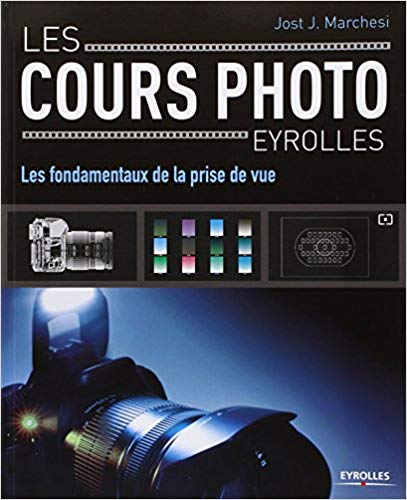 Jost J. Marchesi
LES
COURS PHOTO
EYROLLES
Les fondamentaux de la prise de vue
EYROLLES